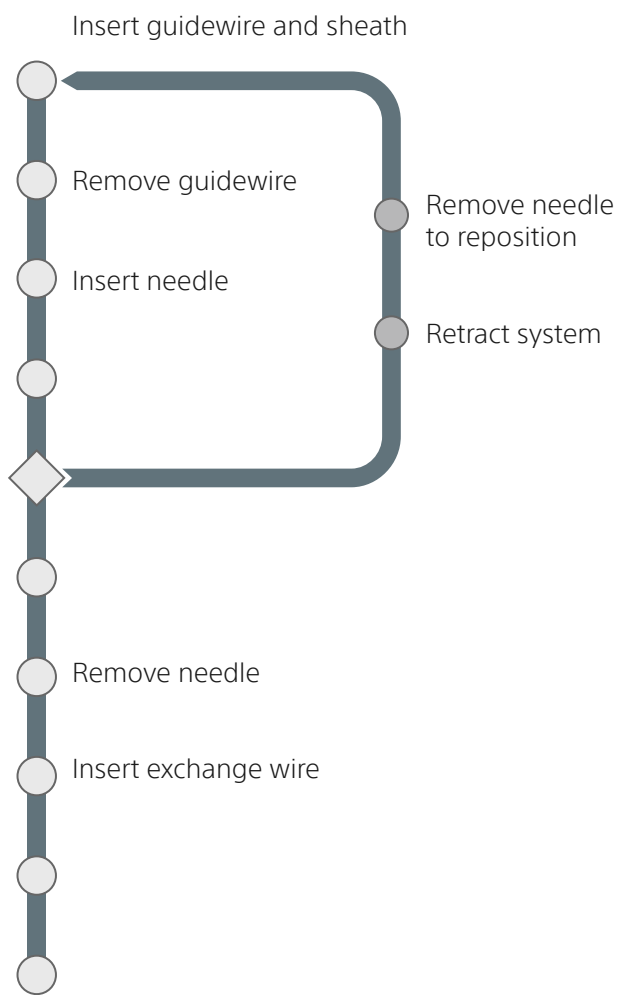 Insert guidewire and sheath
Remove guidewire
Remove needle
to reposition
Insert needle
Retract system
Remove needle
Insert exchange wire